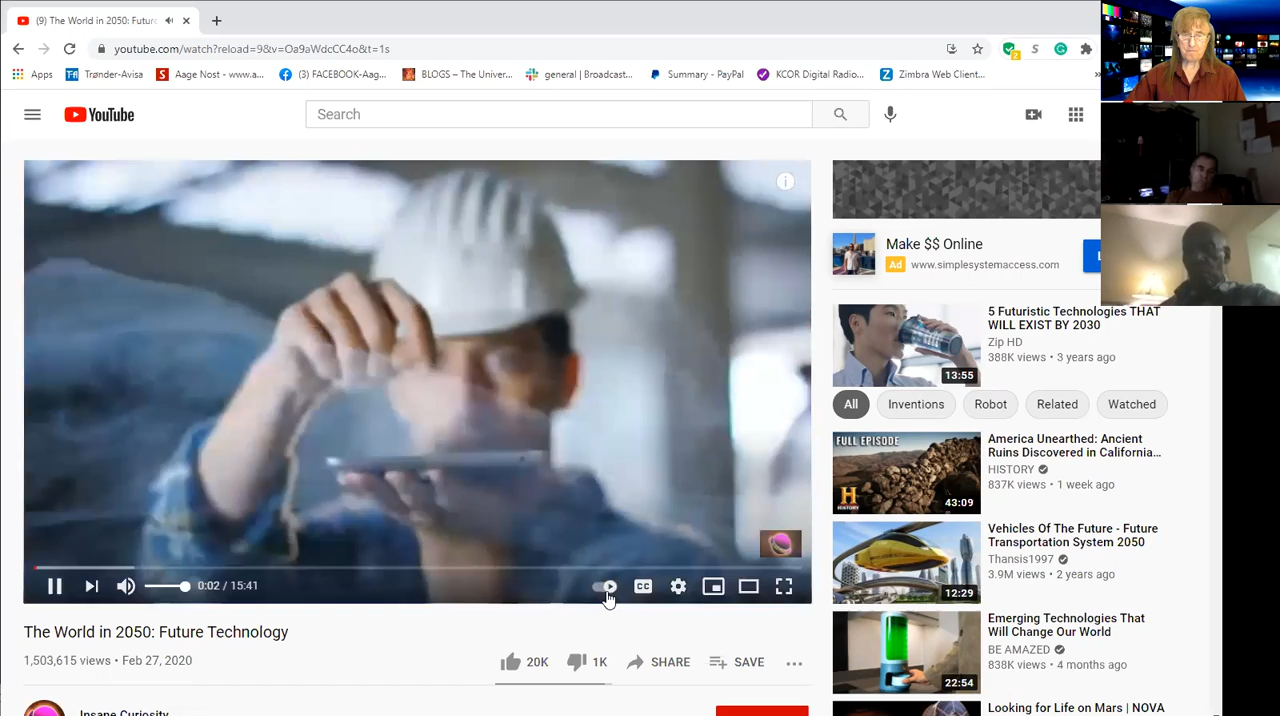 (9) The World in 2050: Futur
youtube.com/watch?reload=9&v=Oa9aWdcCC4o&t=1s
2
Apps
TA
Trønder-Avisa
S
Aage Nost - www.a...
(3) FACEBOOK -Aug...
BLOG — The Univer...
General | Broadcast...
Summary - PayPal
KCOR Digital Radio...
Z
Zimbra Web Client...
»
YouTube
Search
Make $$ Online
Ad www.simplesystemaccess.com
5 Futuristic Technologies THAT
WILL EXIST BY 2030
Zip HD
388K views • 3 years ago
13:55
All
Inventions
Robot
Related
Watched
FULL EPISODE
H
HISTORY
43:09
America Unearthed: Ancient
Ruins Discovered in California...
HISTORY
837K views • 1 week ago
Vehicles Of The Future - Future
Transportation System 2050
Thansis1997
3.9M views • 2 years ago
12:29
Emerging Technologies That
Will Change Our World
BE AMAZED
838K views • 4 months ago
22:54
Looking for Life on Mars | NOVA
0:02 / 15:41
CC
The World in 2050: Future Technology
1,503,615 views • Feb 27, 2020
20K
1K
SHARE
SAVE